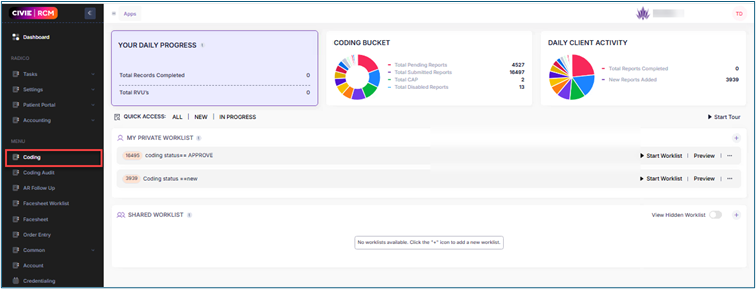 CIVIE | RCM
Dashboard
RADICO
Tasks
Settings
Patient Portal
Accounting
MENU
Coding
Coding Audit
AR Follow Up
Facesheet Worklist
Facesheet
Order Entry
Common
Account
Credentialing
Apps
TO
YOUR DAILY PROGRESS
Total Records Completed 0
Total RVU's 0
CODING BUCKET
Total Pending Reports 4527
Total Submitted Reports 16497
Total CAP 2
Total Disabled Reports 13
DAILY CLIENT ACTIVITY
Total Reports Completed 0
New Reports Added 3939
QUICK ACCESS: ALL | NEW | IN PROGRESS
Start Tour
MY PRIVATE WORKLIST
16495 coding status== APPROVE Start Worklist | Preview | ...
3939 Coding status ==new Start Worklist | Preview | ...
SHARED WORKLIST View Hidden Worklist
No worklists available. Click the "+" icon to add a new worklist.